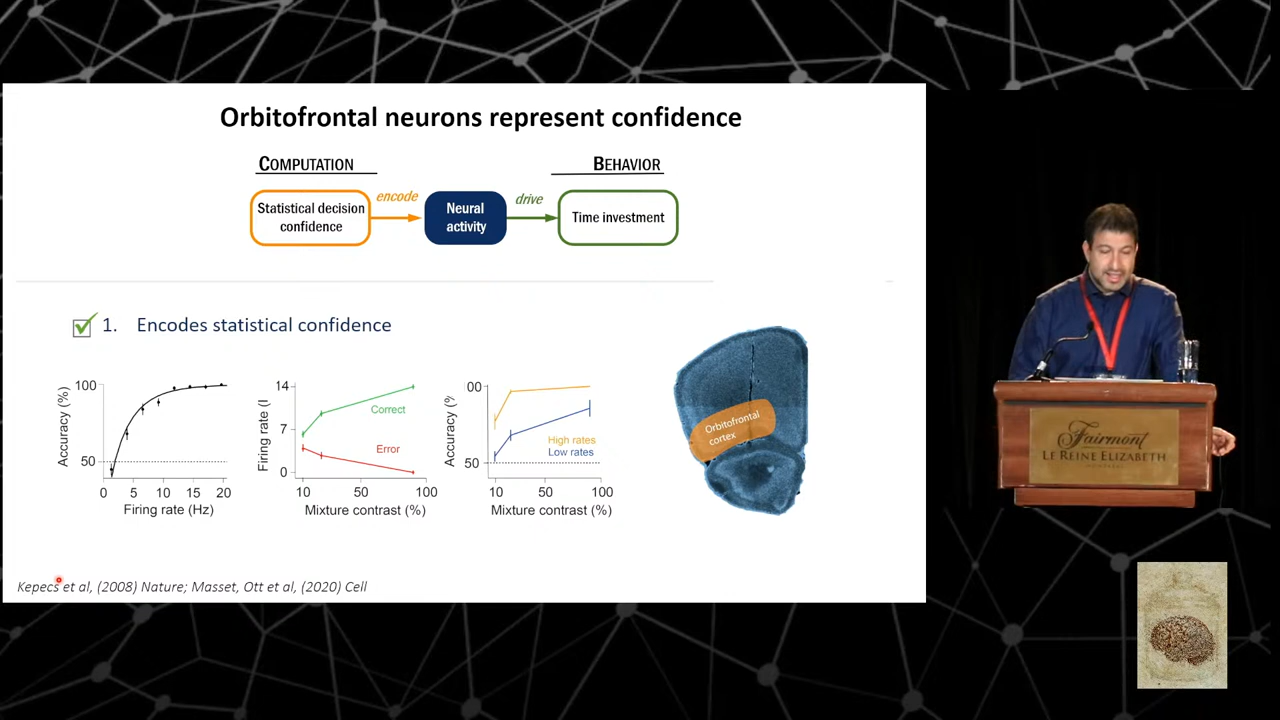 Orbitofrontal neurons represent confidence
COMPUTATION
BEHAVIOR
Statistical decision
confidence
encode
Neural
activity
drive
Time investment
1. Encodes statistical confidence
Accuracy (%)
100
50
0 5 10 15 20
Firing rate (Hz)
Firing rate (
14
7
0
Correct
Error
10 50 100
Mixture contrast (%)
Accuracy (%
00
50
High rates
Low rates
10 50 100
Mixture contrast (%)
Orbitofrontal
cortex
Kepecs et al, (2008) Nature; Masset, Ott et al, (2020) Cell
Fairmont
LE REINE ELIZABETH